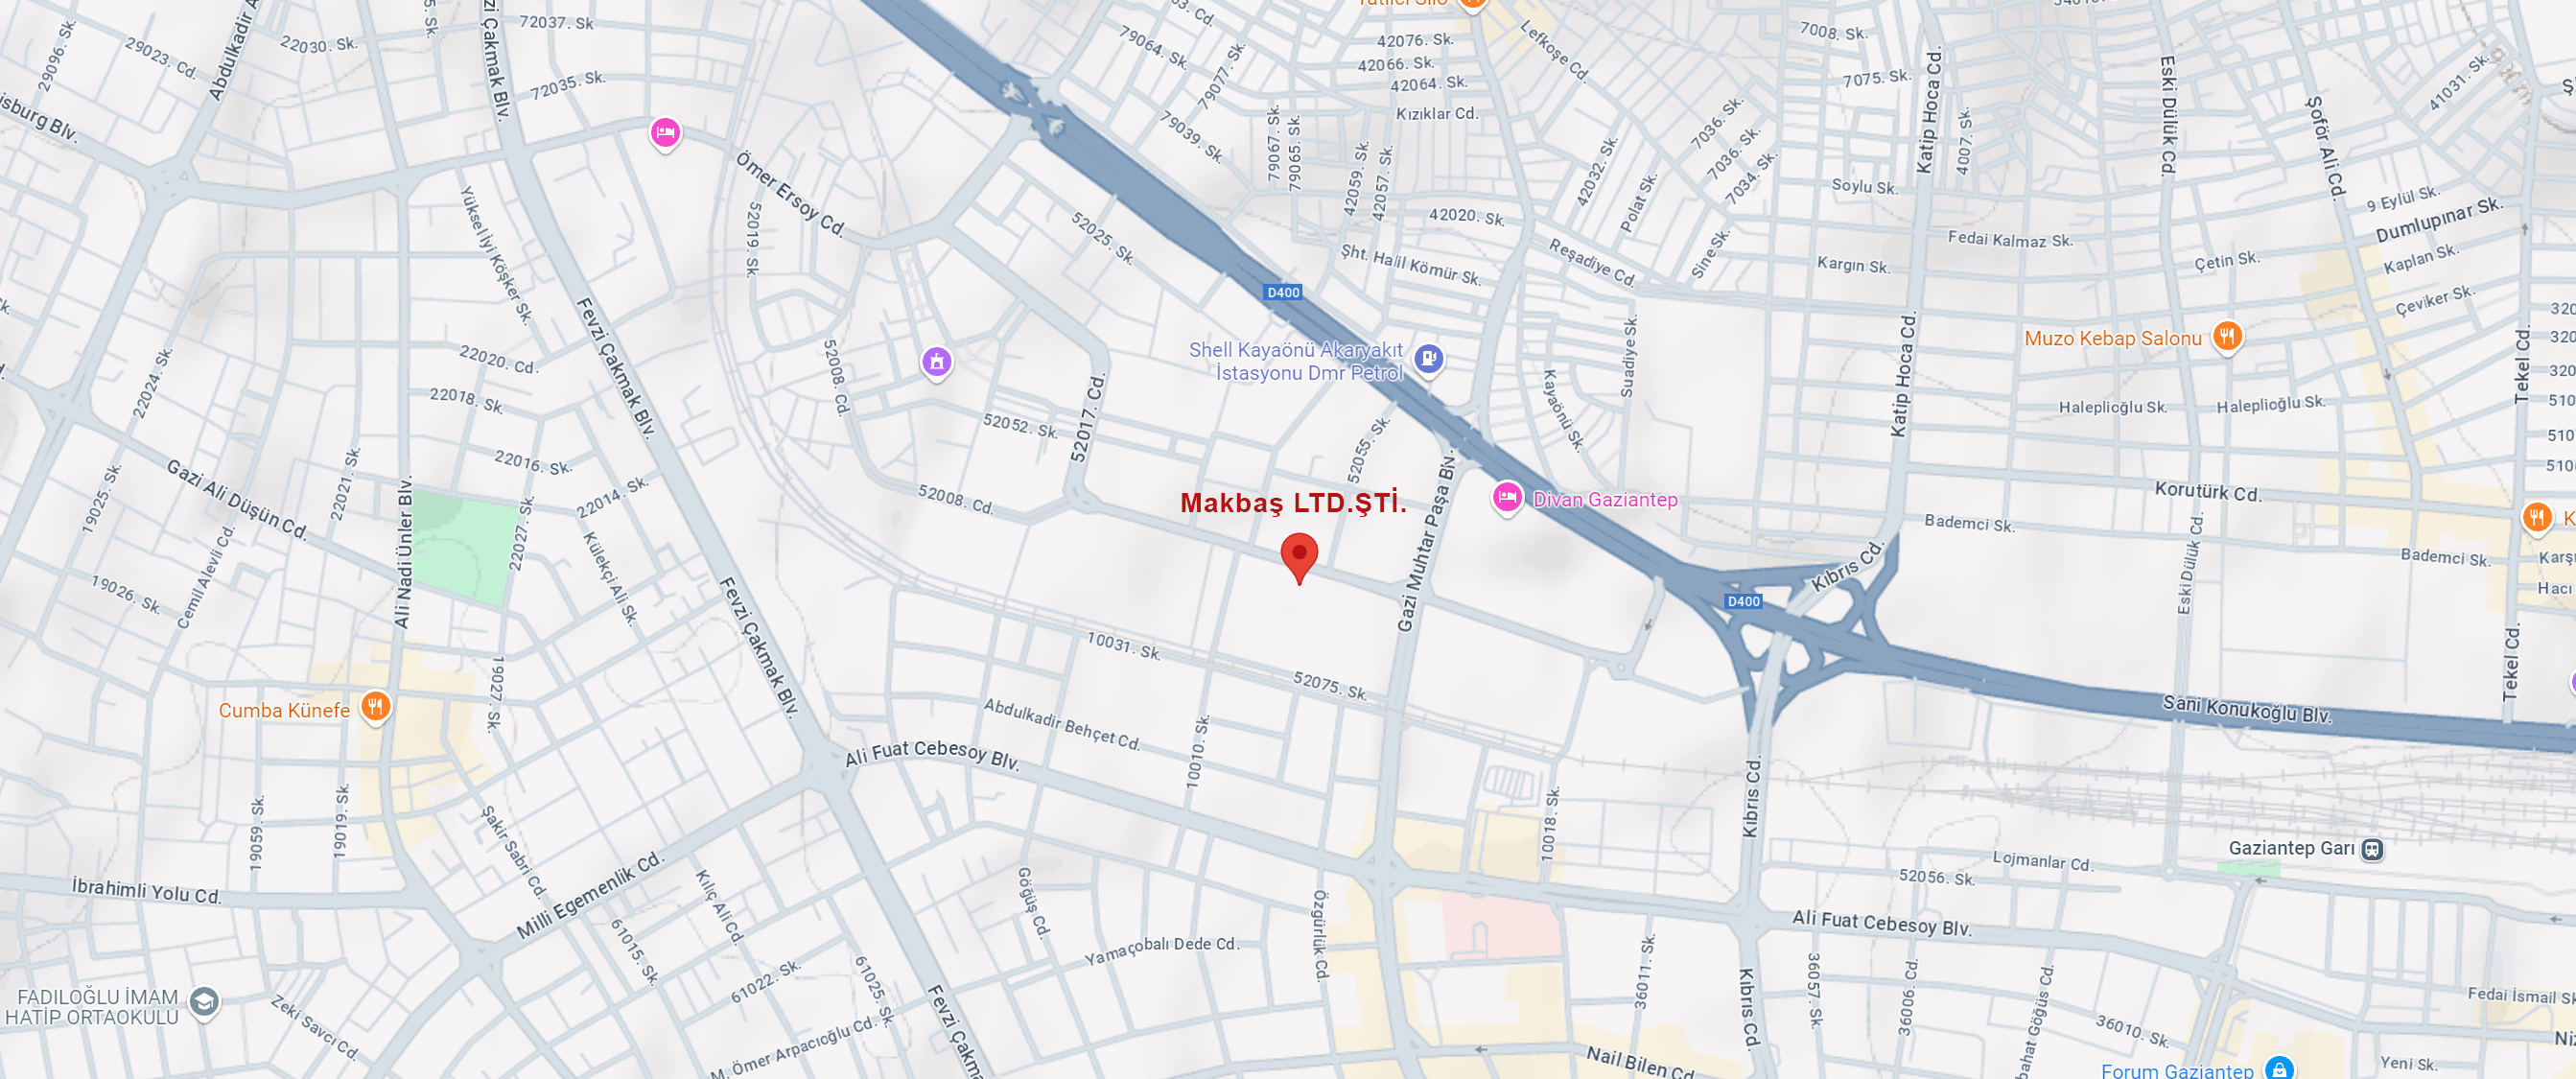 72037. Sk.
29096. Sk.
29023. Cd.
22030. Sk.
72035. Sk.
Fevzi Çakmak Blv.
Ömer Ersoy Cd.
52019. Sk.
Yüksel İyi Köşker Sk.
79064. Sk.
79077. Sk.
79039. Sk.
79067. Sk.
79065. Sk.
42076. Sk.
42066. Sk.
42064. Sk.
Kızıklar Cd.
42059. Sk.
42057. Sk.
42020. Sk.
Lefkoşe Cd.
42032. Sk.
Polat Sk.
7036. Sk.
7036. Sk.
7034. Sk.
Sine Sk.
7008. Sk.
7075. Sk.
Katip Hoca Cd.
4007. Sk.
Soylu Sk.
Fedai Kalmaz Sk.
Kargın Sk.
Eski Dülük Cd.
Şoför Ali Cd.
41031. Sk.
9 Eylül Sk.
Dumlupınar Sk.
Kaplan Sk.
Çetin Sk.
Çeviker Sk.
52025. Sk.
Şht. Halil Kömür Sk.
Reşadiye Cd.
D400
Shell Kayaönü Akaryakıt
İstasyonu Dmr Petrol
Kayaönü Sk.
Suadiye Sk.
Katip Hoca Cd.
Muzo Kebap Salonu
Tekel Cd.
Haleplioğlu Sk.
Haleplioğlu Sk.
Fevzi Çakmak Blv.
22024. Sk.
22020. Cd.
22018. Sk.
22016. Sk.
22014. Sk.
22021. Sk.
22027. Sk.
52008. Cd.
52052. Sk.
52017. Cd.
52055. Sk.
52008. Cd.
Makbaş LTD.ŞTİ.
Gazi Muhtar Paşa Blv.
Divan Gaziantep
Korutürk Cd.
Bademci Sk.
Bademci Sk.
Kıbrıs Cd.
Eski Dülük Cd.
D400
Gazi Ali Düşün Cd.
19025. Sk.
19026. Sk.
Cemil Alevli Cd.
Ali Nadi Ünler Blv.
Külekçi Ali Sk.
Fevzi Çakmak Blv.
19027. Sk.
10031. Sk.
52075. Sk.
Abdulkadir Behçet Cd.
10010. Sk.
Sani Konukoğlu Blv.
Tekel Cd.
Cumba Künefe
Ali Fuat Cebesoy Blv.
19059. Sk.
19019. Sk.
Şakir Sabri Cd.
10018. Sk.
Kıbrıs Cd.
Gaziantep Garı
Lojmanlar Cd.
52056. Sk.
İbrahimli Yolu Cd.
Milli Egemenlik Cd.
Kılıç Ali Cd.
61015. Sk.
61022. Sk.
61025. Sk.
Göğüş Cd.
Yamaçobalı Dede Cd.
Özgürlük Cd.
Ali Fuat Cebesoy Blv.
36011. Sk.
Kıbrıs Cd.
36057. Sk.
36006. Cd.
36010. Sk.
Fedai İsmail Sk
FADILOĞLU İMAM
HATİP ORTAOKULU
Zeki Savcı Cd.
M. Ömer Arpacıoğlu Cd.
Nail Bilen Cd.
Forum Gaziantep
Yeni Sk.